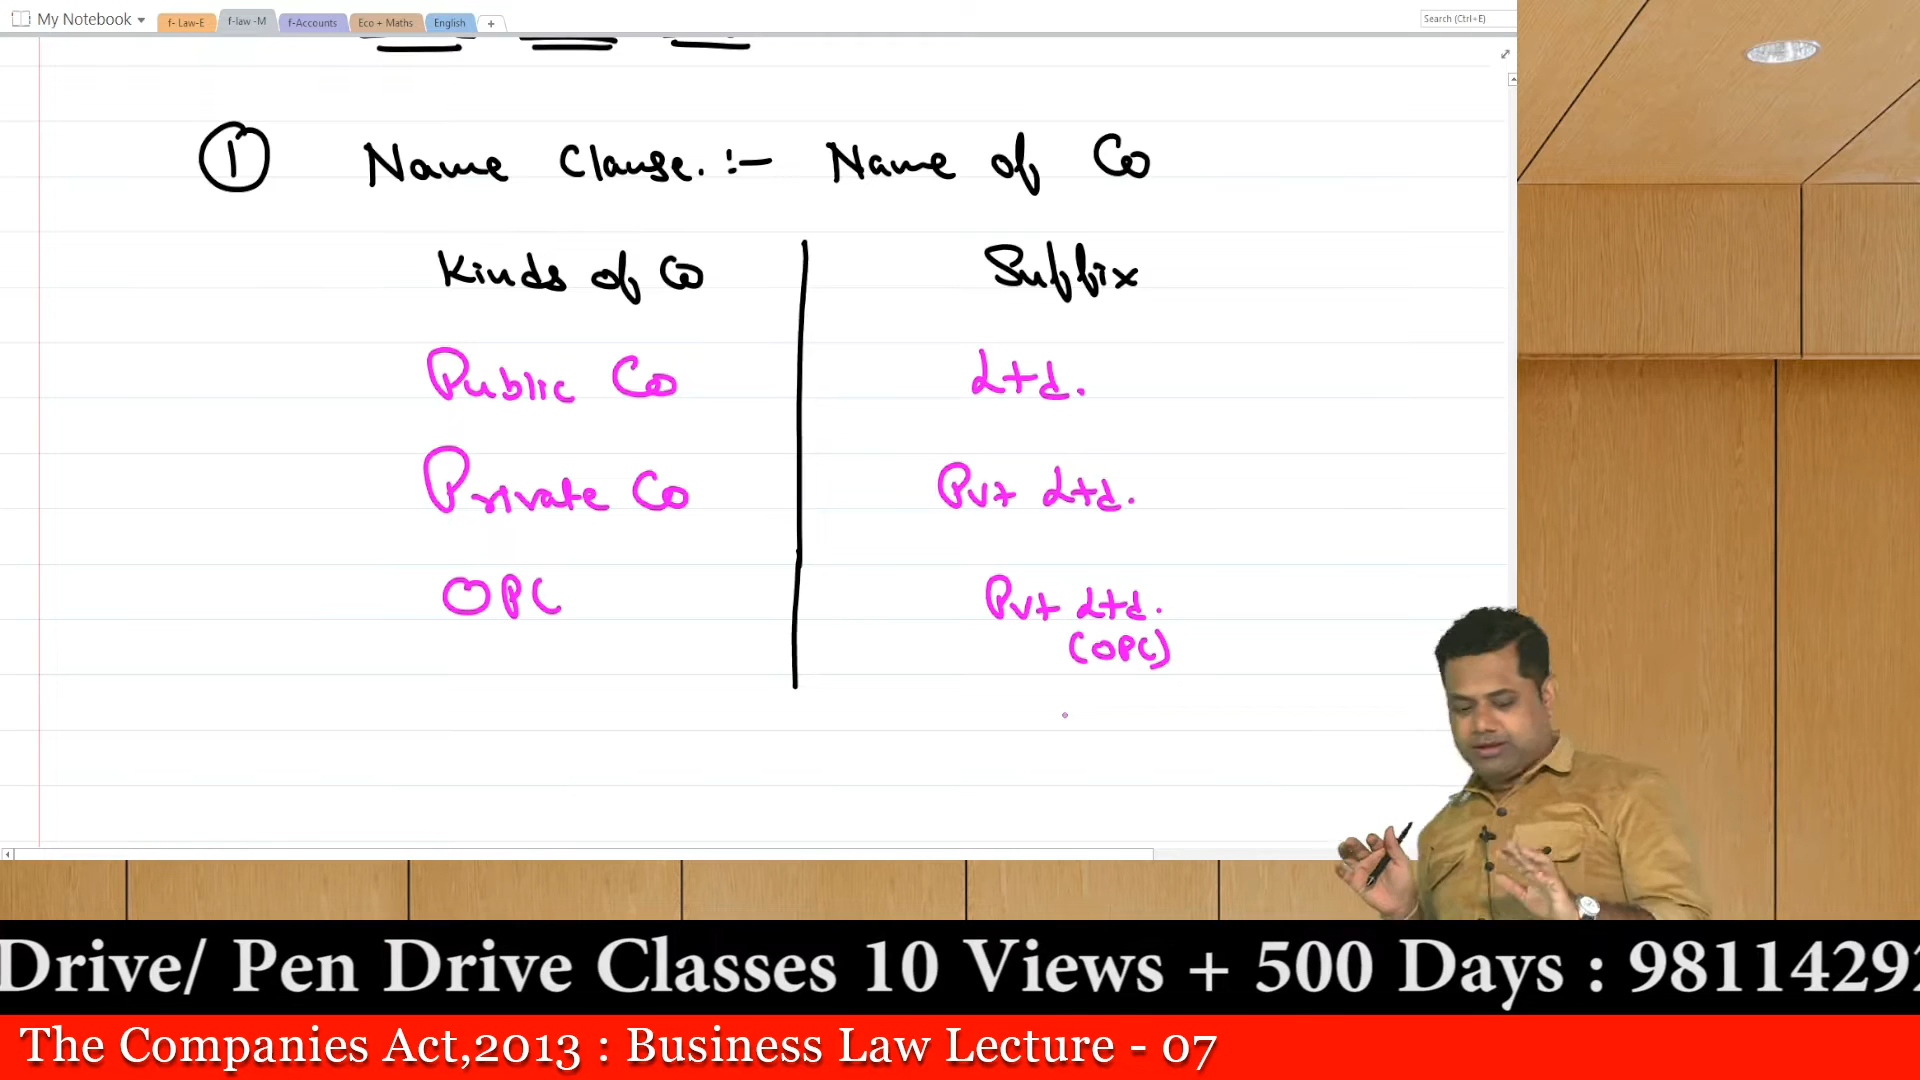 My Notebook
f- Law-E
f-law -M
f-Accounts
Eco + Maths
English
+
Search (Ctrl+E)
① Name Clause. :- Name of Co
Kinds of Co Suffix
Public Co Ltd.
Private Co Pvt Ltd.
OPC Pvt Ltd.
(OPC)
Drive/ Pen Drive Classes 10 Views + 500 Days : 9811429
The Companies Act,2013 : Business Law Lecture - 07